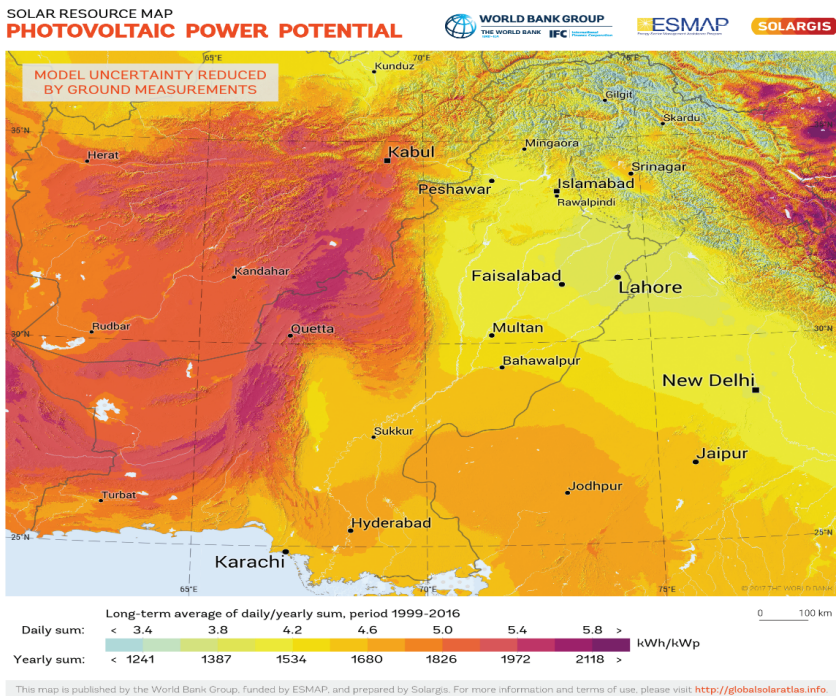 SOLAR RESOURCE MAP
PHOTOVOLTAIC POWER POTENTIAL
WORLD BANK GROUP
THE WORLD BANK
IFC
ESMAP
SOLARGIS
MODEL UNCERTAINTY REDUCED
BY GROUND MEASUREMENTS
65°E
70°E
75°E
Kunduz
Gilgit
Skardu
35°N
Herat
Kabul
Mingaora
Srinagar
Peshawar
Islamabad
Rawalpindi
Kandahar
Faisalabad
Lahore
Rudbar
30°N
Quetta
Multan
30°N
Bahawalpur
New Delhi
Sukkur
Jaipur
Turbat
Jodhpur
Hyderabad
25°N
25°N
Karachi
65°E
70°E
75°E
© 2017 THE WORLD BANK
Long-term average of daily/yearly sum, period 1999-2016
0 100 km
Daily sum: < 3.4 3.8 4.2 4.6 5.0 5.4 5.8 >
kWh/kWp
Yearly sum: < 1241 1387 1534 1680 1826 1972 2118 >
This map is published by the World Bank Group, funded by ESMAP, and prepared by Solargis. For more information and terms of use, please visit http://globalsolaratlas.info.